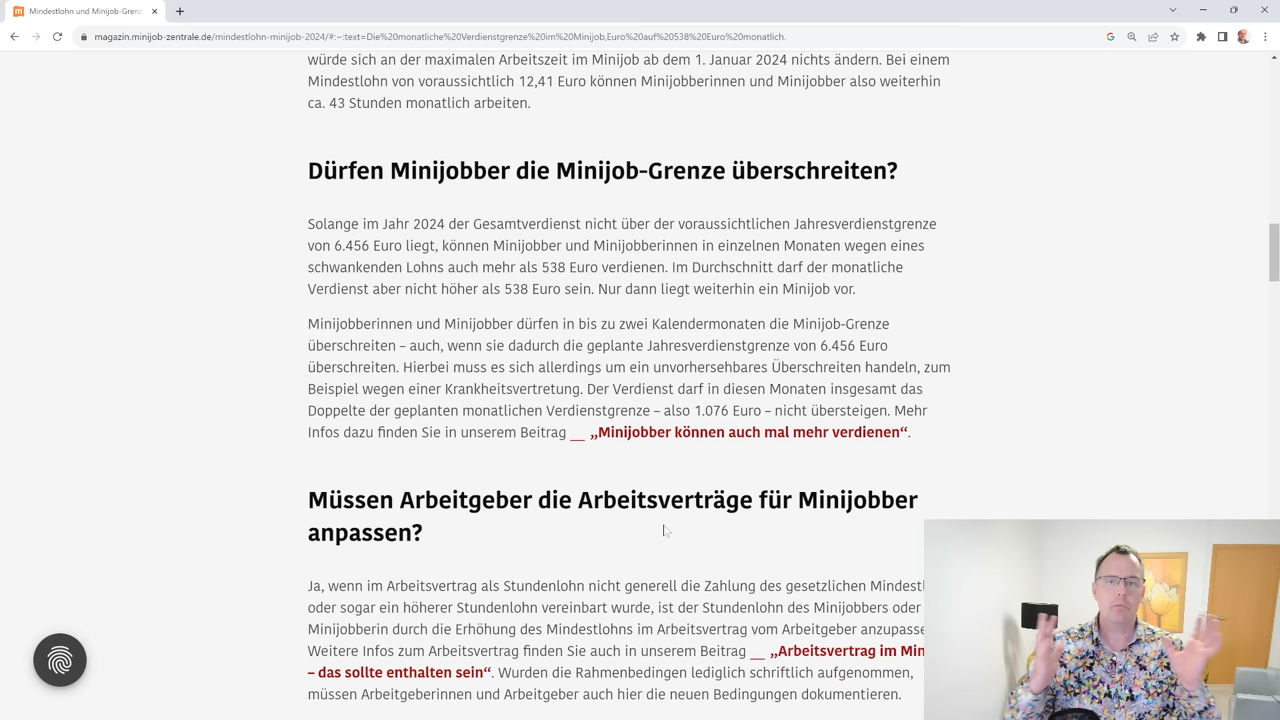 Mindestlohn und Minijob-Gren
magazin.minijob-zentrale.de/mindestlohn-minijob-2024/#:~:text=Die%20monatliche%20Verdienstgrenze%20im%20Minijob,Euro%20auf%20538%20Euro%20monatlich.
würde sich an der maximalen Arbeitszeit im Minijob ab dem 1. Januar 2024 nichts ändern. Bei einem
Mindestlohn von voraussichtlich 12,41 Euro können Minijobberinnen und Minijobber also weiterhin
ca. 43 Stunden monatlich arbeiten.
Dürfen Minijobber die Minijob-Grenze überschreiten?
Solange im Jahr 2024 der Gesamtverdienst nicht über der voraussichtlichen Jahresverdienstgrenze
von 6.456 Euro liegt, können Minijobber und Minijobberinnen in einzelnen Monaten wegen eines
schwankenden Lohns auch mehr als 538 Euro verdienen. Im Durchschnitt darf der monatliche
Verdienst aber nicht höher als 538 Euro sein. Nur dann liegt weiterhin ein Minijob vor.
Minijobberinnen und Minijobber dürfen in bis zu zwei Kalendermonaten die Minijob-Grenze
überschreiten – auch, wenn sie dadurch die geplante Jahresverdienstgrenze von 6.456 Euro
überschreiten. Hierbei muss es sich allerdings um ein unvorhersehbares Überschreiten handeln, zum
Beispiel wegen einer Krankheitsvertretung. Der Verdienst darf in diesen Monaten insgesamt das
Doppelte der geplanten monatlichen Verdienstgrenze – also 1.076 Euro – nicht übersteigen. Mehr
Infos dazu finden Sie in unserem Beitrag __ „Minijobber können auch mal mehr verdienen“.
Müssen Arbeitgeber die Arbeitsverträge für Minijobber
anpassen?
Ja, wenn im Arbeitsvertrag als Stundenlohn nicht generell die Zahlung des gesetzlichen Mindestl
oder sogar ein höherer Stundenlohn vereinbart wurde, ist der Stundenlohn des Minijobbers oder
Minijobberin durch die Erhöhung des Mindestlohns im Arbeitsvertrag vom Arbeitgeber anzupasse
Weitere Infos zum Arbeitsvertrag finden Sie auch in unserem Beitrag __ „Arbeitsvertrag im Min
– das sollte enthalten sein“. Wurden die Rahmenbedingen lediglich schriftlich aufgenommen,
müssen Arbeitgeberinnen und Arbeitgeber auch hier die neuen Bedingungen dokumentieren.